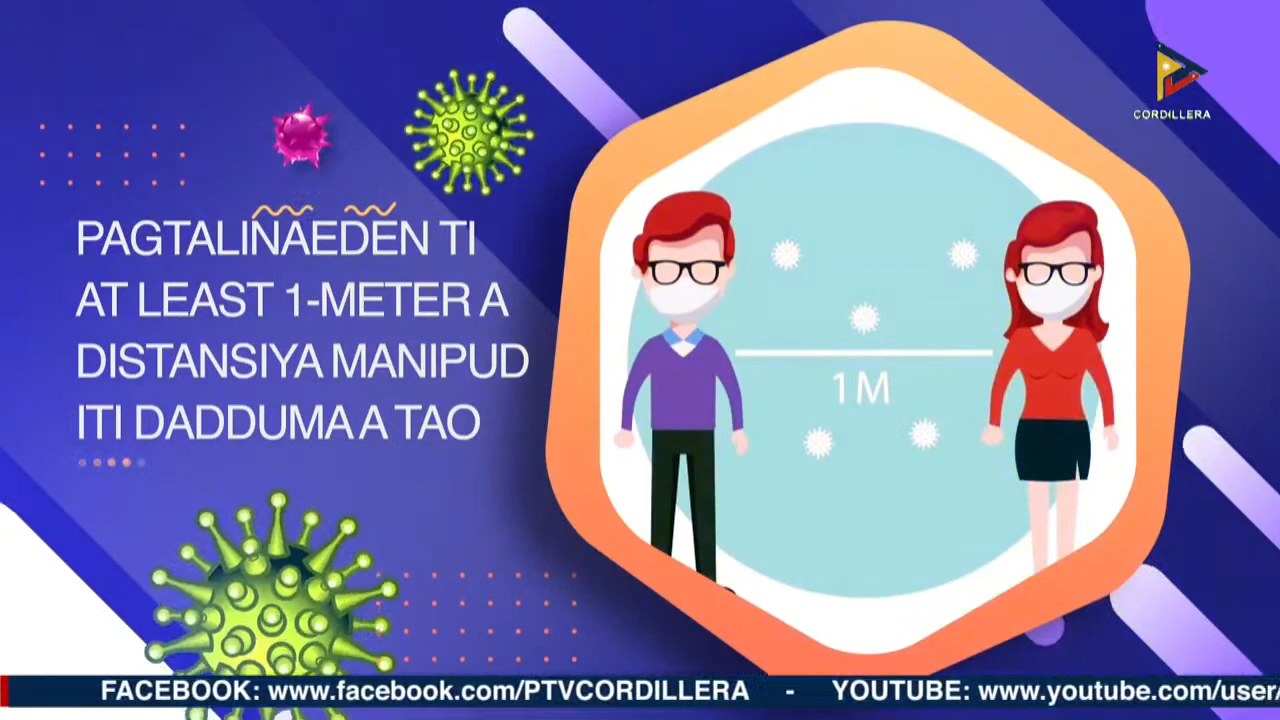 CORDILLERA
PAGTALINAEDEN TI
AT LEAST 1-METER A
DISTANSIYA MANIPUD
ITI DADDUMA A TAO
1M
FACEBOOK: www.facebook.com/PTVCORDILLERA - YOUTUBE: www.youtube.com/user/